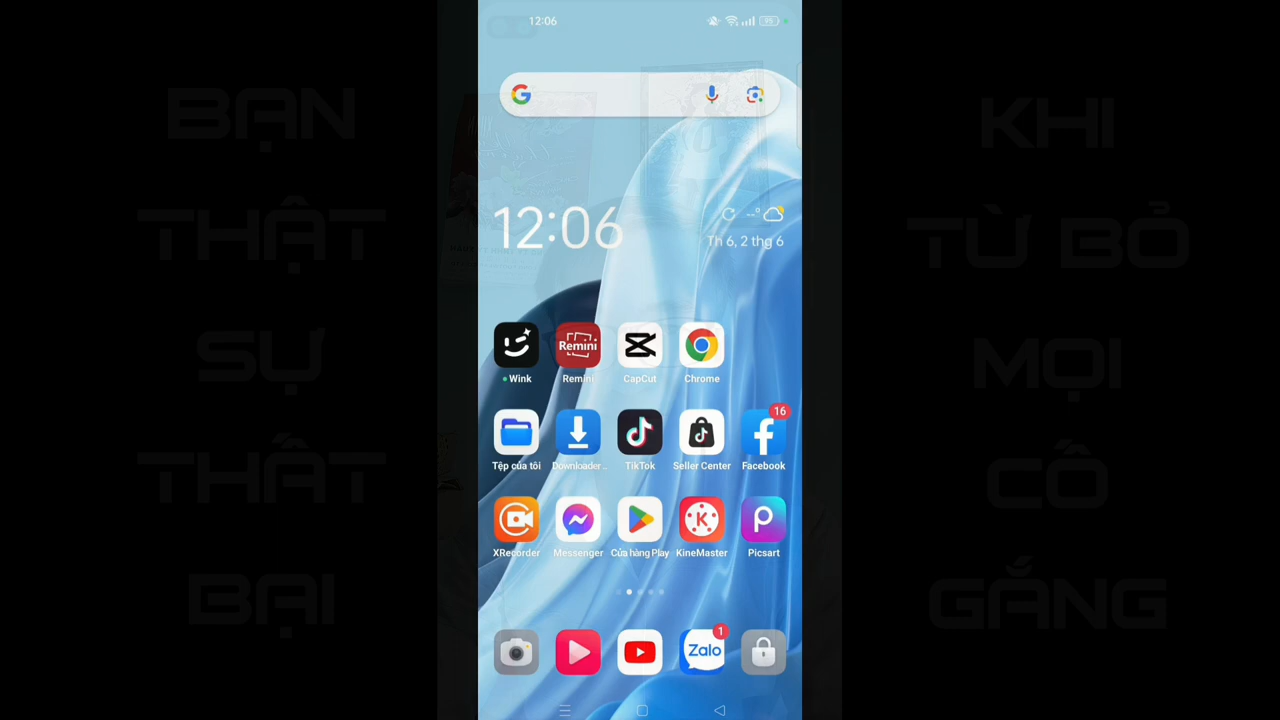 12:06
95
BẠN
THẬT
SỰ
THẤT
BẠI
KHI
TỪ BỎ
MỌI
CỐ
GẮNG
12:06
--°
Th 6, 2 thg 6
Remini
Wink
Remini
CapCut
Chrome
16
Tệp của tôi
Downloader..
TikTok
Seller Center
Facebook
XRecorder
Messenger
Cửa hàng Play
KineMaster
Picsart
1
Zalo